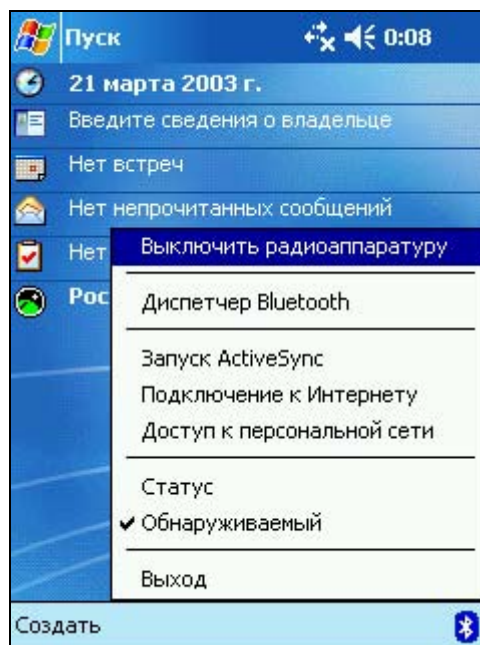 Пуск 0:08
21 марта 2003 г.
Введите сведения о владельце
Нет встреч
Нет непрочитанных сообщений
Нет
Рос
Выключить радиоаппаратуру
Диспетчер Bluetooth
Запуск ActiveSync
Подключение к Интернету
Доступ к персональной сети
Статус
Обнаруживаемый
Выход
Создать